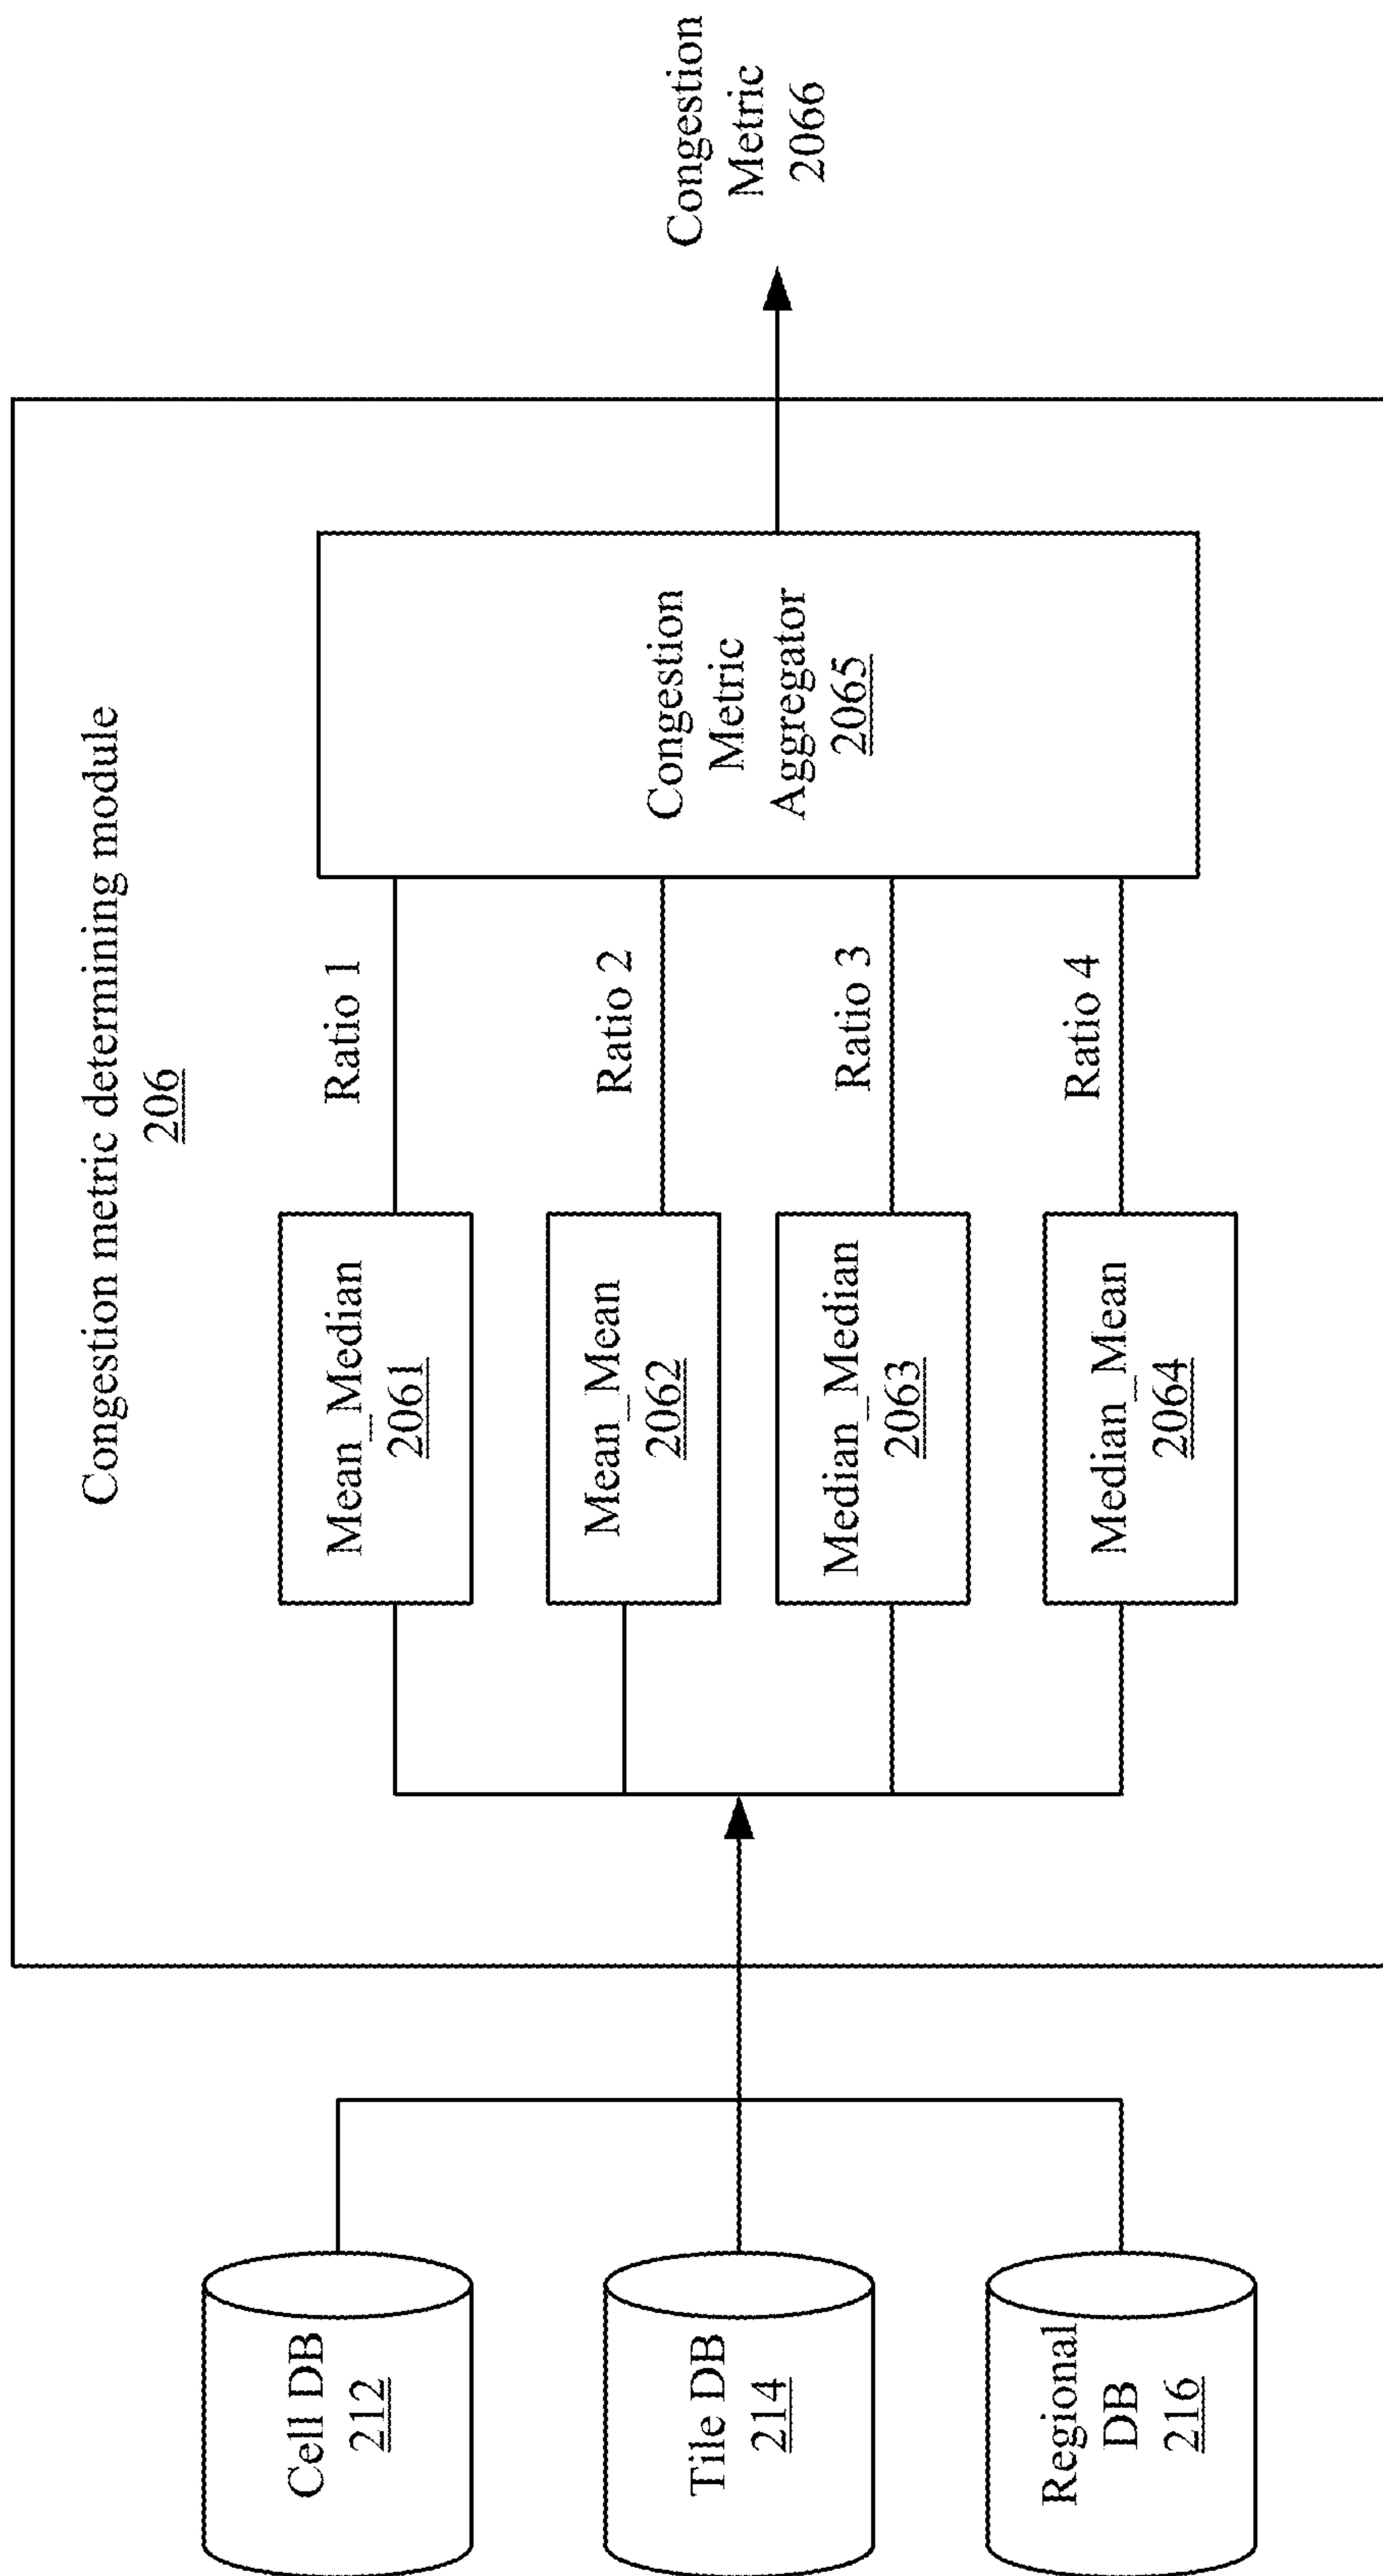 Congestion metric determining module
206
Cell DB
212
Tile DB
214
Regional
DB
216
Mean_Median
2061
Mean_Mean
2062
Median_Median
2063
Median_Mean
2064
Ratio 1
Ratio 2
Ratio 3
Ratio 4
Congestion
Metric
Aggregator
2065
Congestion
Metric
2066